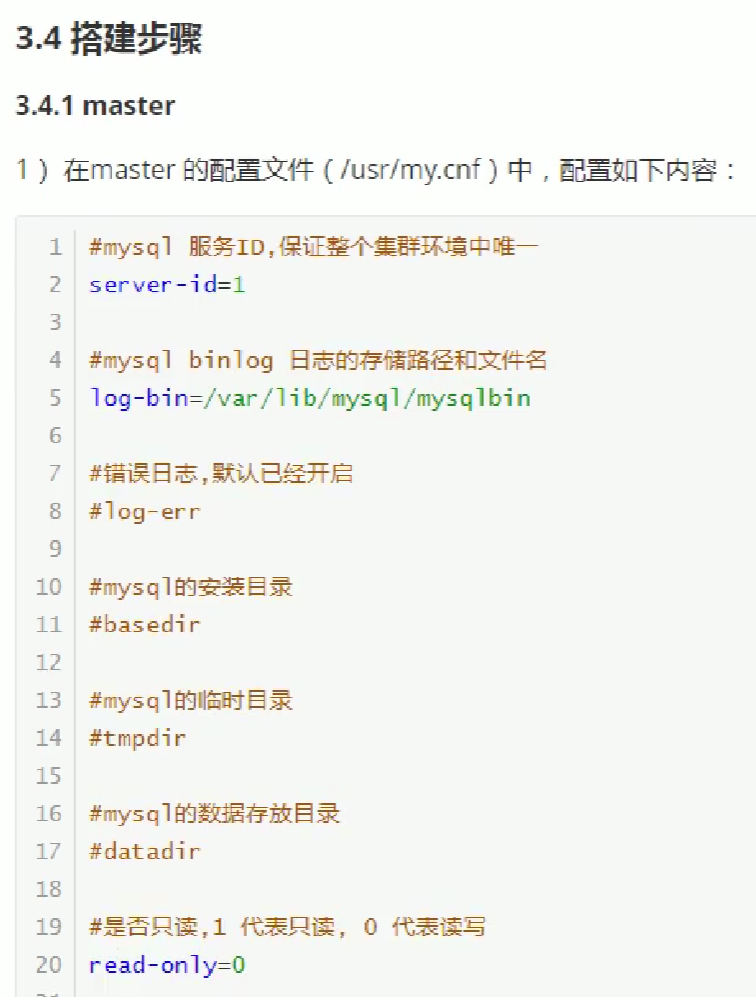 3.4 搭建步骤
3.4.1 master
1 ） 在master 的配置文件（ /usr/my.cnf ）中，配置如下内容：
1 #mysql 服务ID,保证整个集群环境中唯一
2 server-id=1
3
4 #mysql binlog 日志的存储路径和文件名
5 log-bin=/var/lib/mysql/mysqlbin
6
7 #错误日志,默认已经开启
8 #log-err
9
10 #mysql的安装目录
11 #basedir
12
13 #mysql的临时目录
14 #tmpdir
15
16 #mysql的数据存放目录
17 #datadir
18
19 #是否只读,1 代表只读, 0 代表读写
20 read-only=0